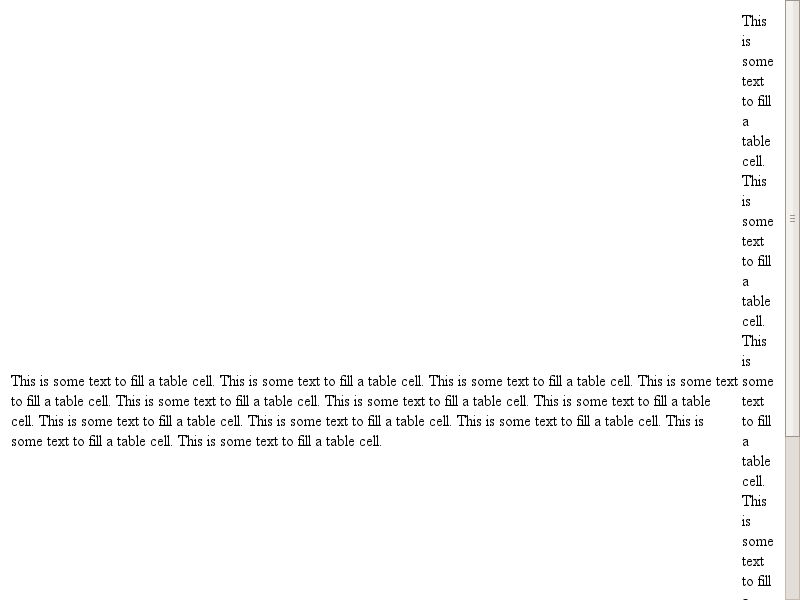 This is some text to fill a table cell. This is some text to fill a table cell. This is some text to fill a table cell. This is some text
to fill a table cell. This is some text to fill a table cell. This is some text to fill a table cell. This is some text to fill a table
cell. This is some text to fill a table cell. This is some text to fill a table cell. This is some text to fill a table cell. This is
some text to fill a table cell. This is some text to fill a table cell.
This
is
some
text
to fill
a
table
cell.
This
is
some
text
to fill
a
table
cell.
This
is
some
text
to fill
a
table
cell.
This
is
some
text
to fill